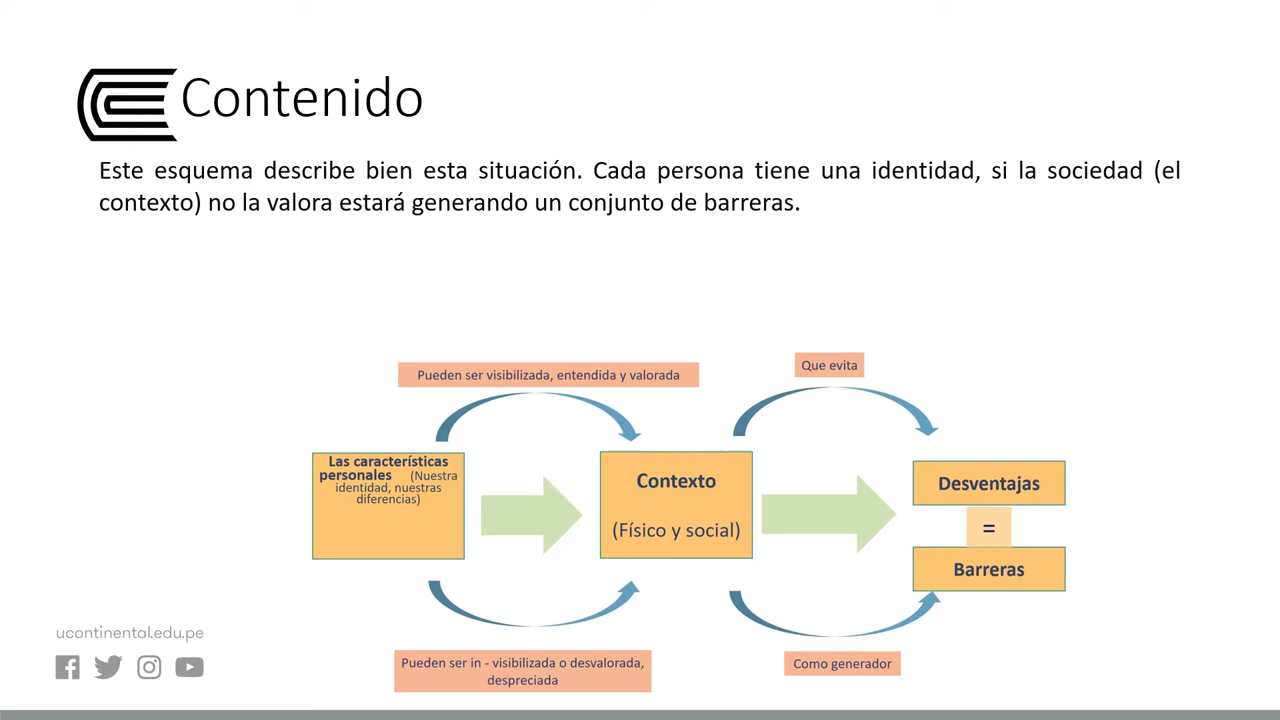 Contenido
Este esquema describe bien esta situación. Cada persona tiene una identidad, si la sociedad (el
contexto) no la valora estará generando un conjunto de barreras.
Pueden ser visibilizada, entendida y valorada
Que evita
Las características
personales (Nuestra
identidad, nuestras
diferencias)
Contexto
(Físico y social)
Desventajas
=
Barreras
Pueden ser in - visibilizada o desvalorada,
despreciada
Como generador
ucontinental.edu.pe